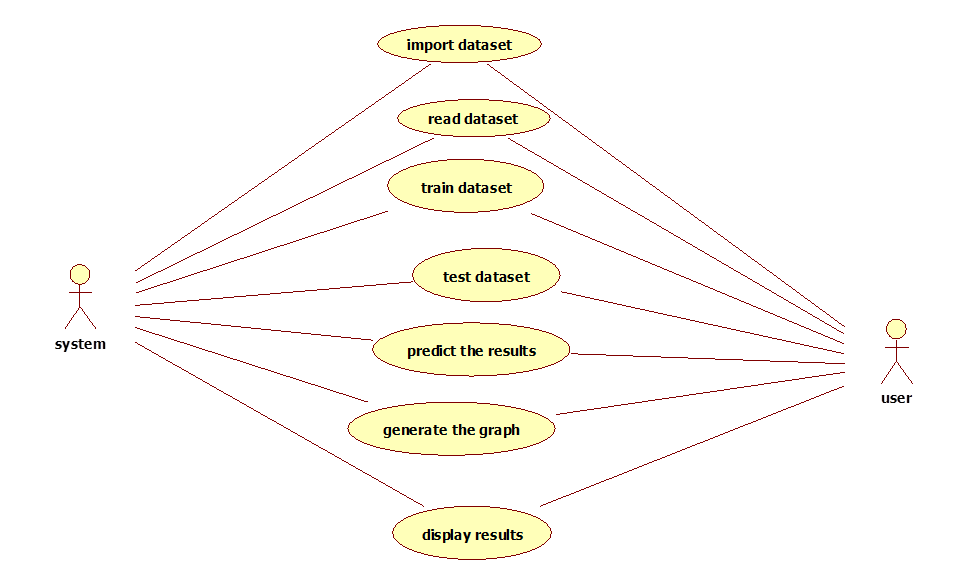 import dataset
read dataset
train dataset
test dataset
system
predict the results
user
generate the graph
display results